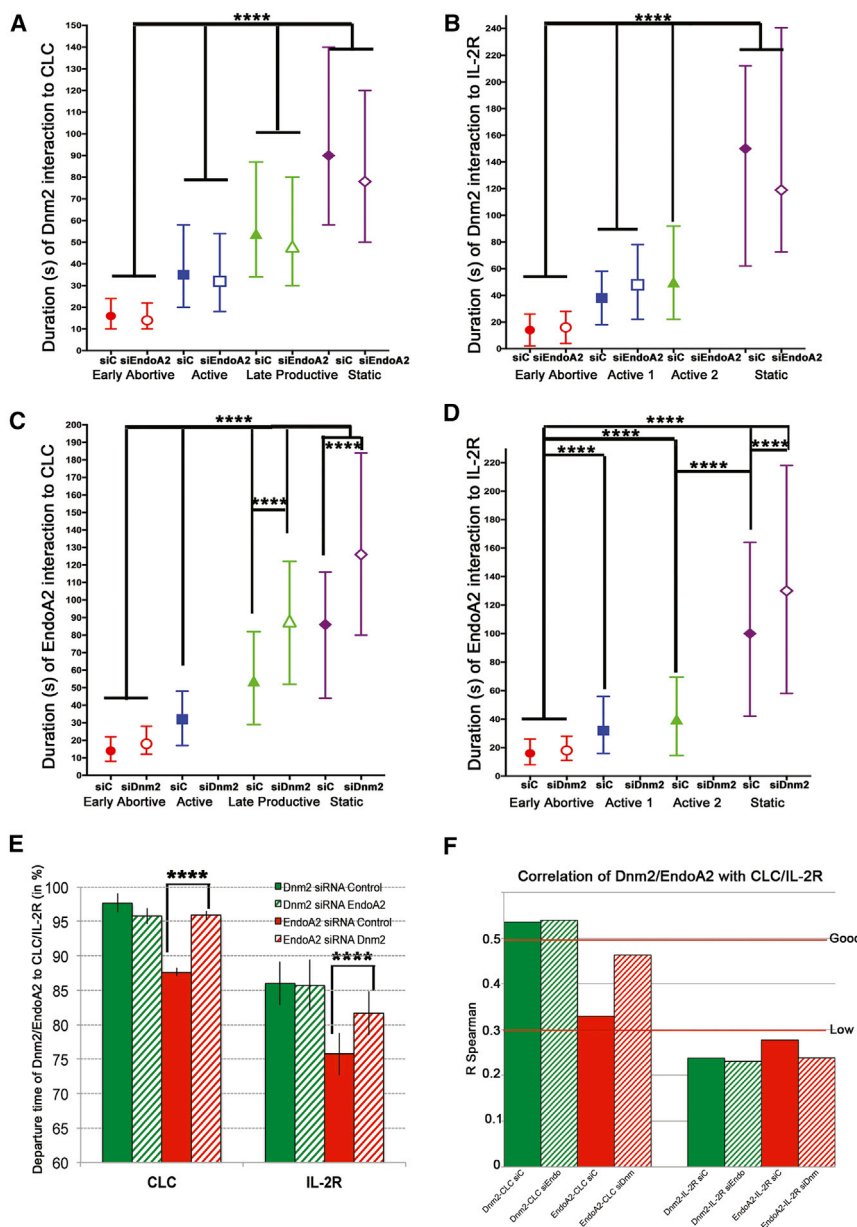 A
****
Duration (s) of Dnm2 interaction to CLC
150
140
130
120
110
100
90
80
70
60
50
40
30
20
10
0
siC siEndoA2 siC siEndoA2 siC siEndoA2 siC siEndoA2
Early Abortive Active Late Productive Static
B
****
Duration (s) of Dnm2 interaction to IL-2R
240
220
200
180
160
140
120
100
80
60
40
20
0
siC siEndoA2 siC siEndoA2 siC siEndoA2 siC siEndoA2
Early Abortive Active 1 Active 2 Static
C
****
****
****
Duration (s) of EndoA2 interaction to CLC
200
190
180
170
160
150
140
130
120
110
100
90
80
70
60
50
40
30
20
10
0
siC siDnm2 siC siDnm2 siC siDnm2 siC siDnm2
Early Abortive Active Late Productive Static
D
****
****
****
****
****
Duration (s) of EndoA2 interaction to IL-2R
220
200
180
160
140
120
100
80
60
40
20
0
siC siDnm2 siC siDnm2 siC siDnm2 siC siDnm2
Early Abortive Active 1 Active 2 Static
E
Departure time of Dnm2/EndoA2 to CLC/IL-2R (in %)
100
95
90
85
80
75
70
65
60
****
Dnm2 siRNA Control
Dnm2 siRNA EndoA2
EndoA2 siRNA Control
EndoA2 siRNA Dnm2
****
CLC IL-2R
F
Correlation of Dnm2/EndoA2 with CLC/IL-2R
R Spearman
0.5
0.4
0.3
0.2
0.1
0
Good
Low
Dnm2-CLC siC
Dnm2-CLC siEndo
EndoA2-CLC siC
EndoA2-CLC siDnm
Dnm2-IL-2R siC
Dnm2-IL-2R siEndo
EndoA2-IL-2R siC
EndoA2-IL-2R siDnm